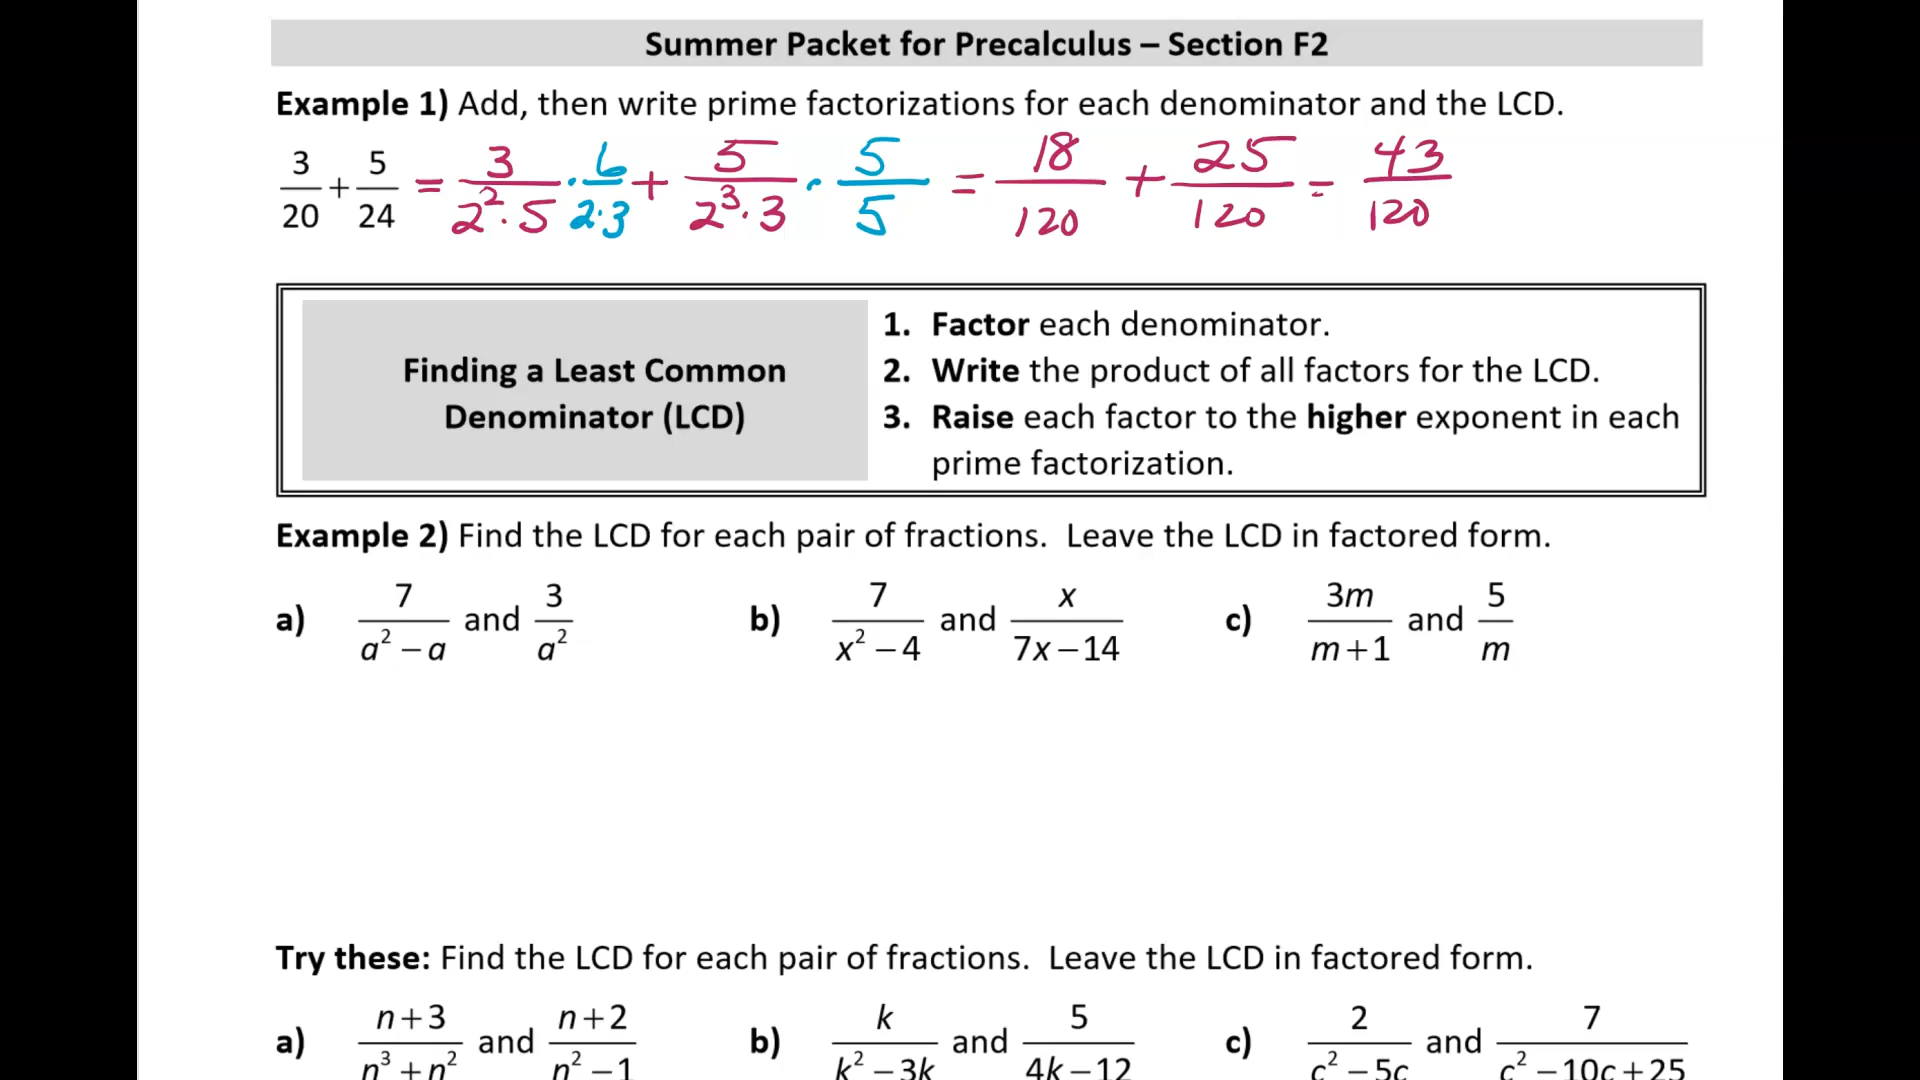 Summer Packet for Precalculus – Section F2
Example 1) Add, then write prime factorizations for each denominator and the LCD.
3/20 + 5/24 = 3/(2²·5) · 6/(2·3) + 5/(2³·3) · 5/5 = 18/120 + 25/120 = 43/120
Finding a Least Common
Denominator (LCD)
1. Factor each denominator.
2. Write the product of all factors for the LCD.
3. Raise each factor to the higher exponent in each
prime factorization.
Example 2) Find the LCD for each pair of fractions.  Leave the LCD in factored form.
a) 7/(a² – a) and 3/a² b) 7/(x² – 4) and x/(7x – 14) c) 3m/(m+1) and 5/m
Try these: Find the LCD for each pair of fractions.  Leave the LCD in factored form.
a) (n+3)/(n³ + n²) and (n+2)/(n² – 1) b) k/(k² – 3k) and 5/(4k – 12) c) 2/(c² – 5c) and 7/(c² – 10c + 25)